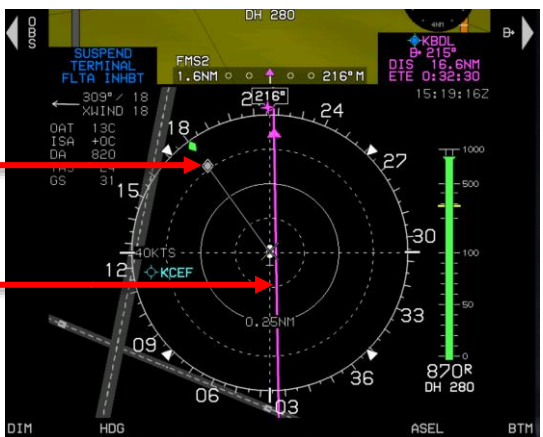 DH 280
OBS
SUSPEND
TERMINAL
FLTA INHBT
FMS2
1.6NM 216°M
4NM
KBDL
B→ 215°
DIS 16.6NM
ETE 0:32:30
B→
309°/ 18
XWIND 18
15:19:16Z
OAT 13C
ISA +0C
DA 820
GS 31
216°
24
18
27
15
40KTS
30
12
KCEF
0.25NM
33
09
36
06
03
1000
500
100
50
0
870R
DH 280
DIM HDG ASEL BTM